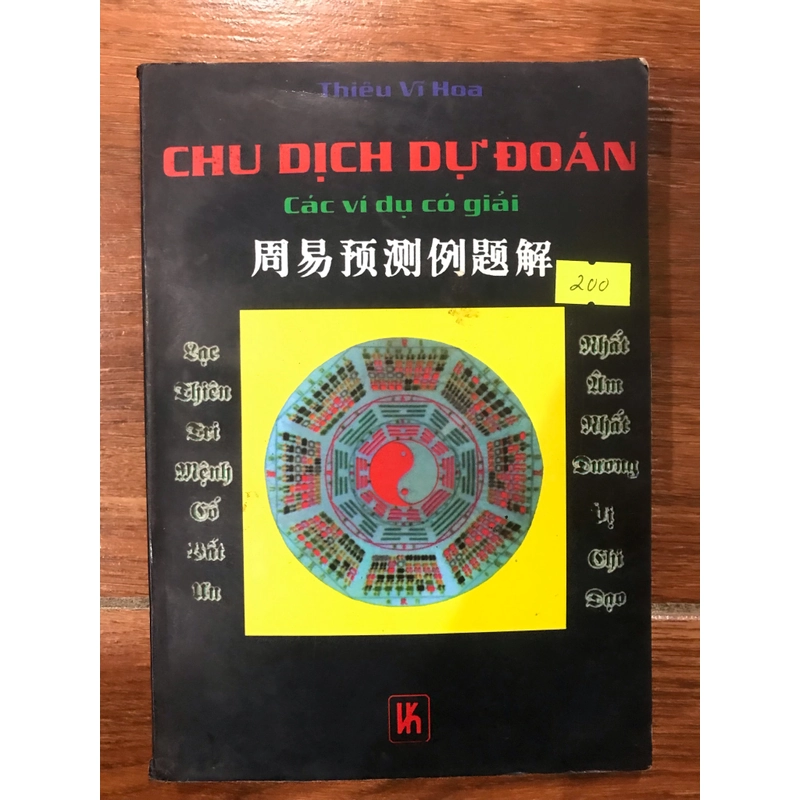 Thiệu Vĩ Hoa
CHU DỊCH DỰ ĐOÁN
Các ví dụ có giải
周易预测例题解
200
Lạc
Thiên
Tri
Mệnh
Cố
Bất
Ưu
Nhất
Âm
Nhất
Dương
Vị
Chi
Đạo